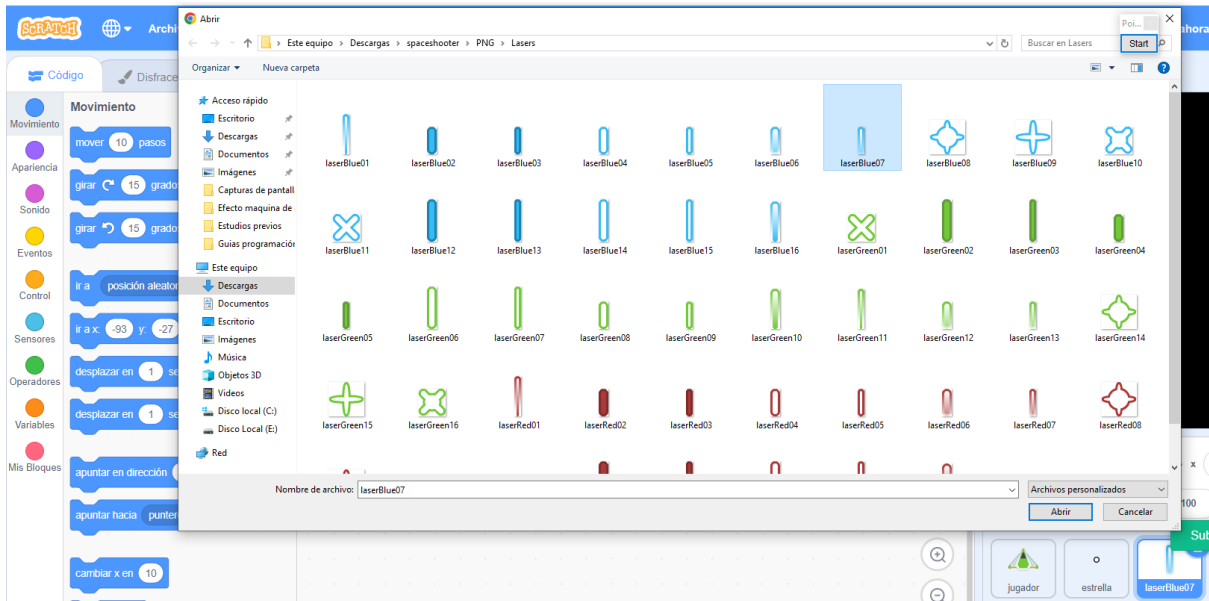 SCRATCH
Archi
Abrir
Poi...
Start
ahora
Este equipo > Descargas > spaceshooter > PNG > Lasers
Buscar en Lasers
Organizar
Nueva carpeta
Código
Disfrace
Movimiento
Apariencia
Sonido
Eventos
Control
Sensores
Operadores
Variables
Mis Bloques
Movimiento
mover 10 pasos
girar 15 grado
girar 15 grado
ir a posición aleator
ir a x: -93 y: -27
desplazar en 1 se
desplazar en 1 se
apuntar en dirección
apuntar hacia punter
cambiar x en 10
Acceso rápido
Escritorio
Descargas
Documentos
Imágenes
Capturas de pantall
Efecto maquina de
Estudios previos
Guias programación
Este equipo
Descargas
Documentos
Escritorio
Imágenes
Música
Objetos 3D
Videos
Disco local (C:)
Disco Local (E:)
Red
laserBlue01 laserBlue02 laserBlue03 laserBlue04 laserBlue05 laserBlue06 laserBlue07 laserBlue08 laserBlue09 laserBlue10
laserBlue11 laserBlue12 laserBlue13 laserBlue14 laserBlue15 laserBlue16 laserGreen01 laserGreen02 laserGreen03 laserGreen04
laserGreen05 laserGreen06 laserGreen07 laserGreen08 laserGreen09 laserGreen10 laserGreen11 laserGreen12 laserGreen13 laserGreen14
laserGreen15 laserGreen16 laserRed01 laserRed02 laserRed03 laserRed04 laserRed05 laserRed06 laserRed07 laserRed08
Nombre de archivo: laserBlue07
Archivos personalizados
Abrir
Cancelar
x
100
Sub
jugador
estrella
laserBlue07